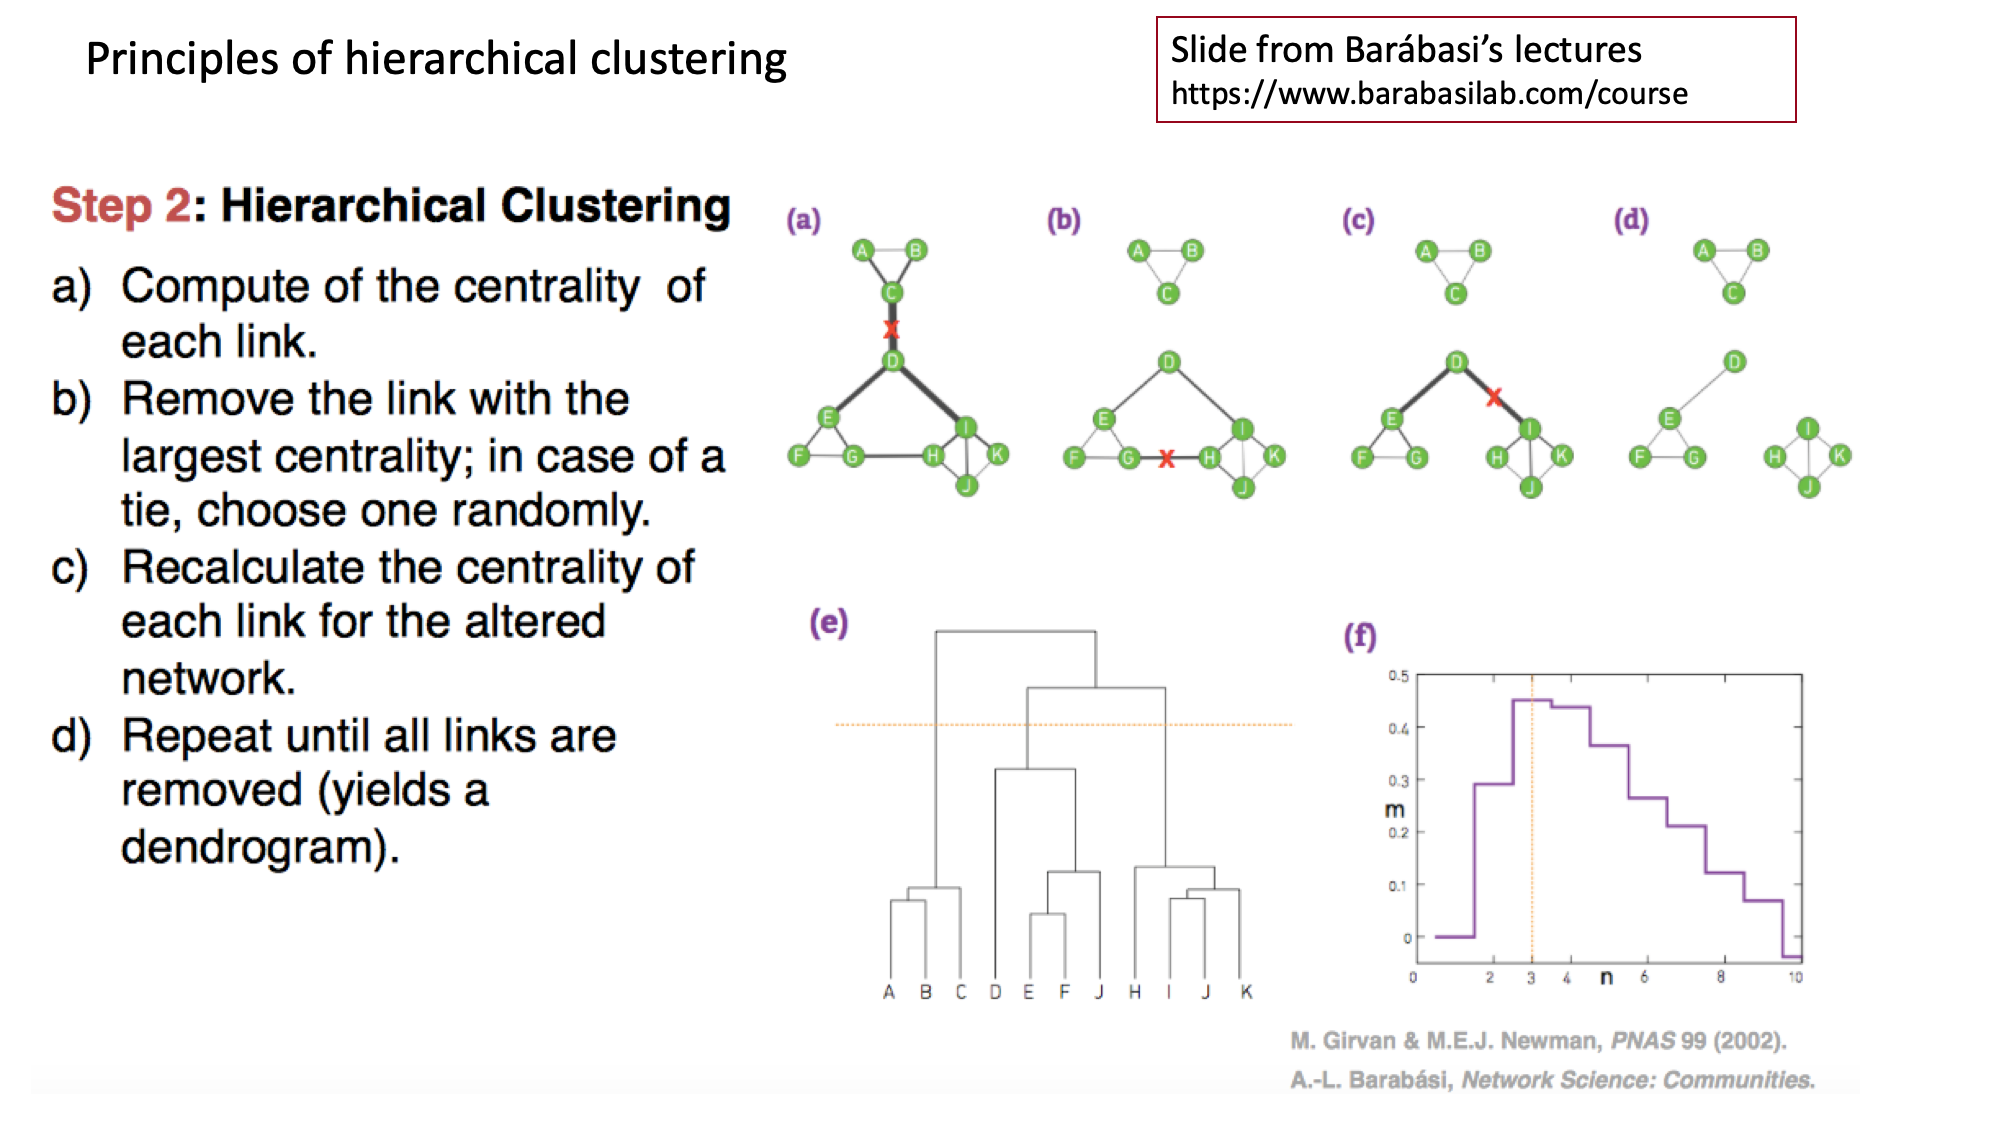 Principles of hierarchical clustering
Slide from Barábasi’s lectures
https://www.barabasilab.com/course
Step 2: Hierarchical Clustering
a) Compute of the centrality of
each link.
b) Remove the link with the
largest centrality; in case of a
tie, choose one randomly.
c) Recalculate the centrality of
each link for the altered
network.
d) Repeat until all links are
removed (yields a
dendrogram).
(a)
A B
C
X
D
E I
F G H K
J
(b)
A B
C
D
E I
F G X H K
J
(c)
A B
C
D
X
E I
F G H K
J
(d)
A B
C
D
E I
F G H K
J
(e)
A B C D E F J H I J K
(f)
0.5
0.4
0.3
m
0.2
0.1
0
0 2 3 4 n 6 8 10
M. Girvan & M.E.J. Newman, PNAS 99 (2002).
A.-L. Barabási, Network Science: Communities.